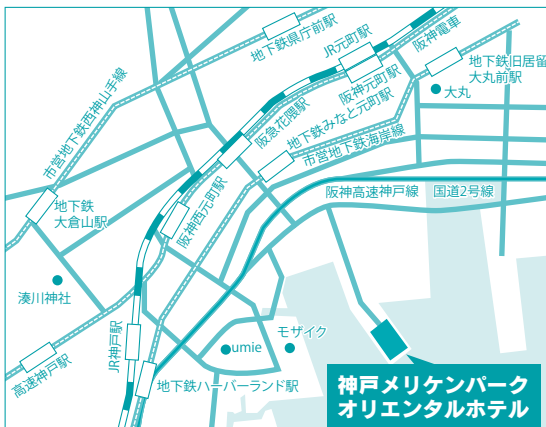 地下鉄県庁前駅
JR元町駅
阪神電車
阪神元町駅
地下鉄旧居留
大丸前駅
大丸
市営地下鉄西神山手線
阪急花隈駅
地下鉄みなと元町駅
市営地下鉄海岸線
阪神高速神戸線
国道2号線
地下鉄
大倉山駅
阪神西元町駅
湊川神社
高速神戸駅
JR神戸駅
umie
モザイク
地下鉄ハーバーランド駅
神戸メリケンパーク
オリエンタルホテル